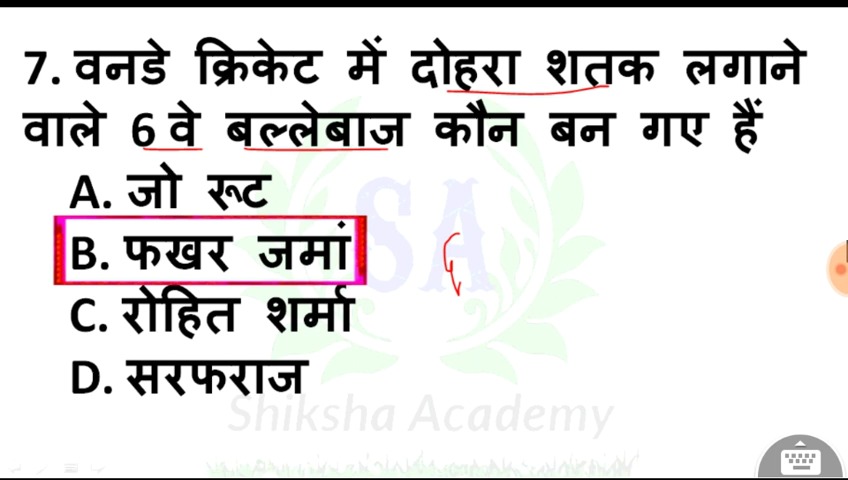 7. वनडे क्रिकेट में दोहरा शतक लगाने
वाले 6 वे बल्लेबाज कौन बन गए हैं
A. जो रूट
B. फखर जमां
C. रोहित शर्मा
D. सरफराज
SA
Shiksha Academy